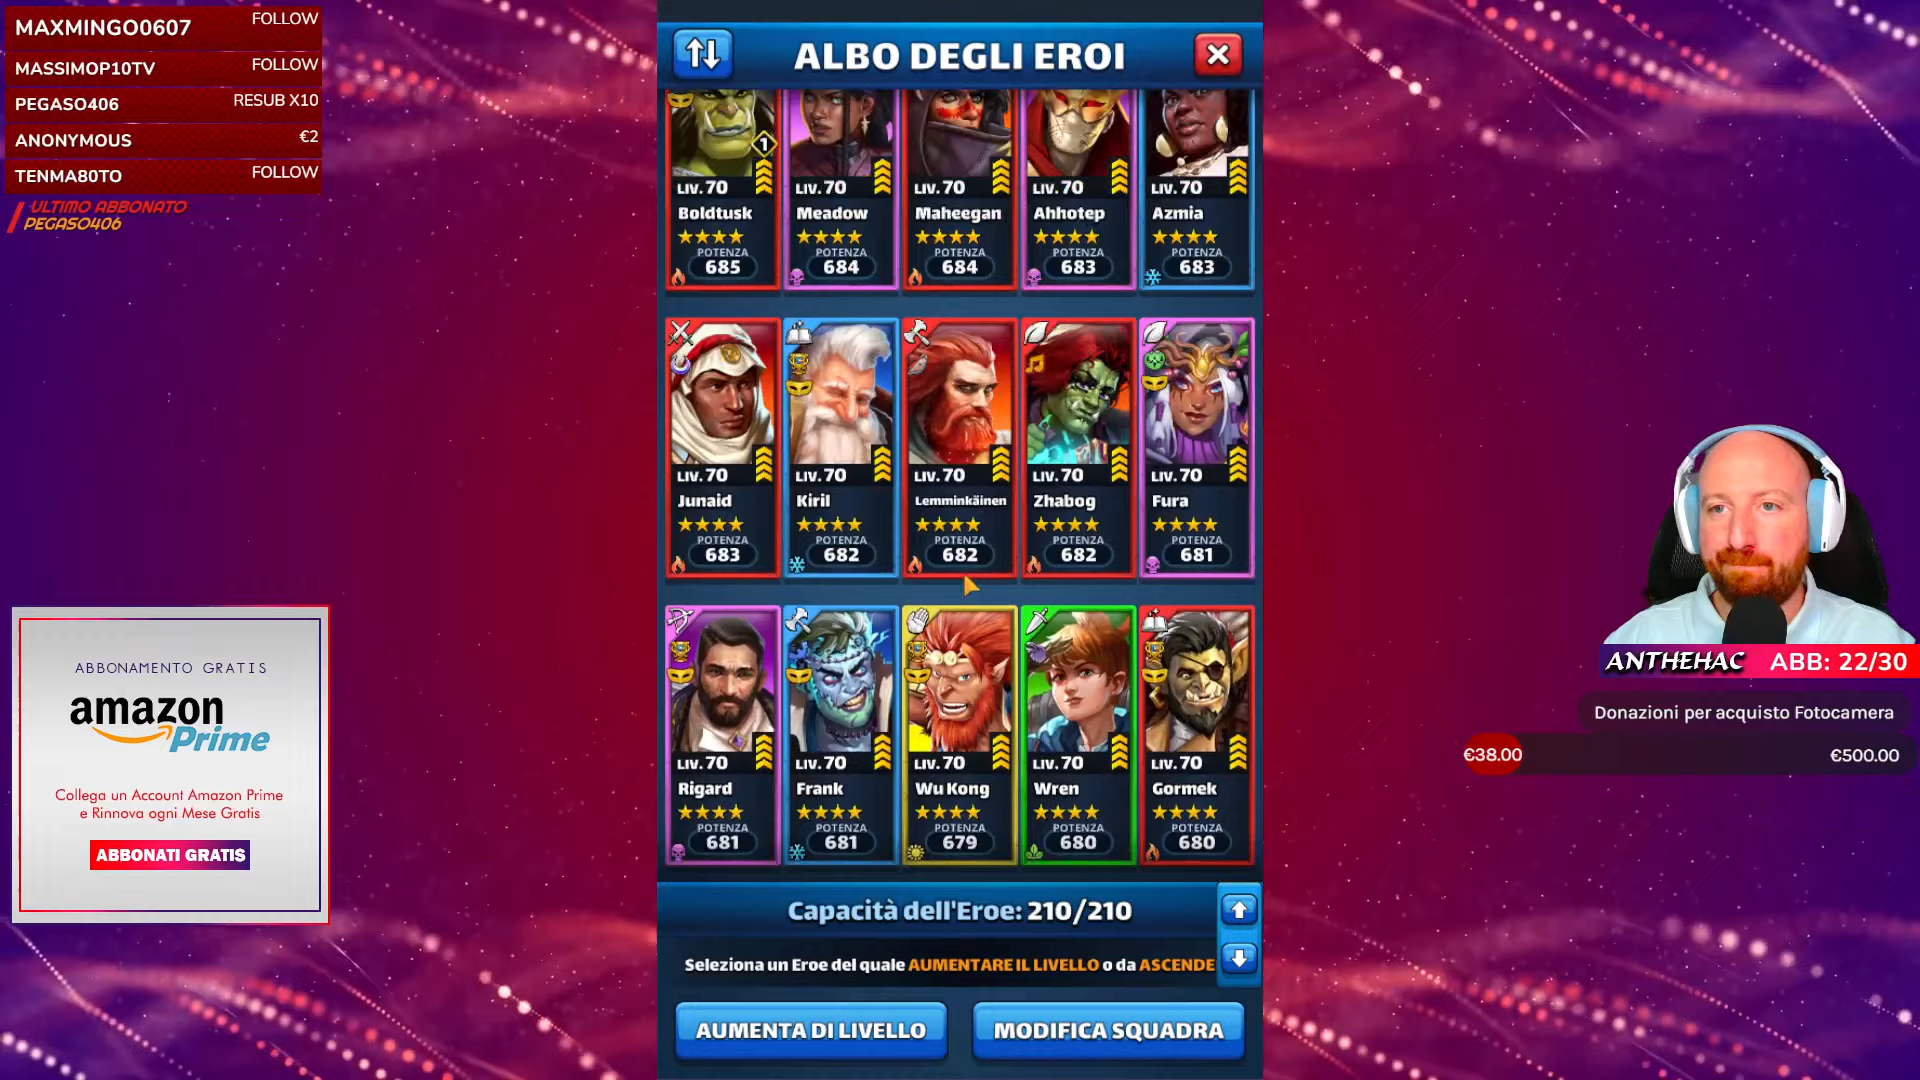 MAXMINGO0607 FOLLOW
MASSIMOP10TV FOLLOW
PEGASO406 RESUB X10
ANONYMOUS €2
TENMA80TO FOLLOW
ULTIMO ABBONATO
PEGASO406
ABBONAMENTO GRATIS
amazon
Prime
Collega un Account Amazon Prime
e Rinnova ogni Mese Gratis
ABBONATI GRATIS
ALBO DEGLI EROI
1
LIV. 70 LIV. 70 LIV. 70 LIV. 70 LIV. 70
Boldtusk Meadow Maheegan Ahhotep Azmia
POTENZA POTENZA POTENZA POTENZA POTENZA
685 684 684 683 683
LIV. 70 LIV. 70 LIV. 70 LIV. 70 LIV. 70
Junaid Kiril Lemminkäinen Zhabog Fura
POTENZA POTENZA POTENZA POTENZA POTENZA
683 682 682 682 681
LIV. 70 LIV. 70 LIV. 70 LIV. 70 LIV. 70
Rigard Frank Wu Kong Wren Gormek
POTENZA POTENZA POTENZA POTENZA POTENZA
681 681 679 680 680
Capacità dell'Eroe: 210/210
Seleziona un Eroe del quale AUMENTARE IL LIVELLO o da ASCENDE
AUMENTA DI LIVELLO MODIFICA SQUADRA
ANTHEHAC ABB: 22/30
Donazioni per acquisto Fotocamera
€38.00 €500.00